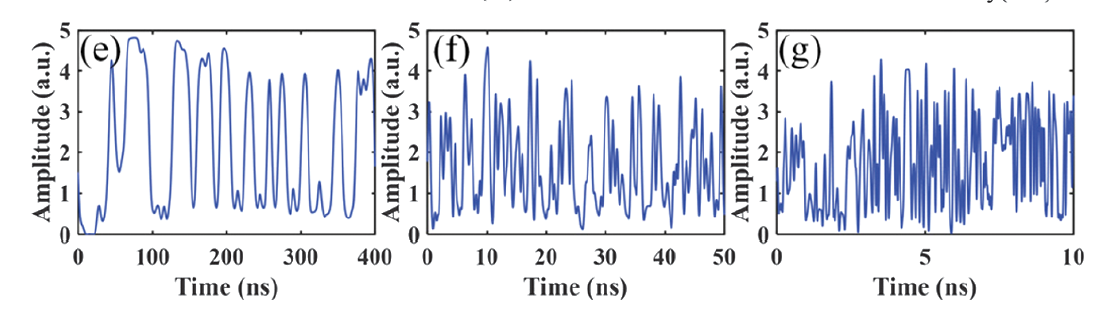 (e) (f) (g)
5 5 5
4 4 4
3 3 3
2 2 2
1 1 1
0 0 0
0 100 200 300 400 0 10 20 30 40 50 0 5 10
Amplitude (a.u.) Amplitude (a.u.) Amplitude (a.u.)
Time (ns) Time (ns) Time (ns)